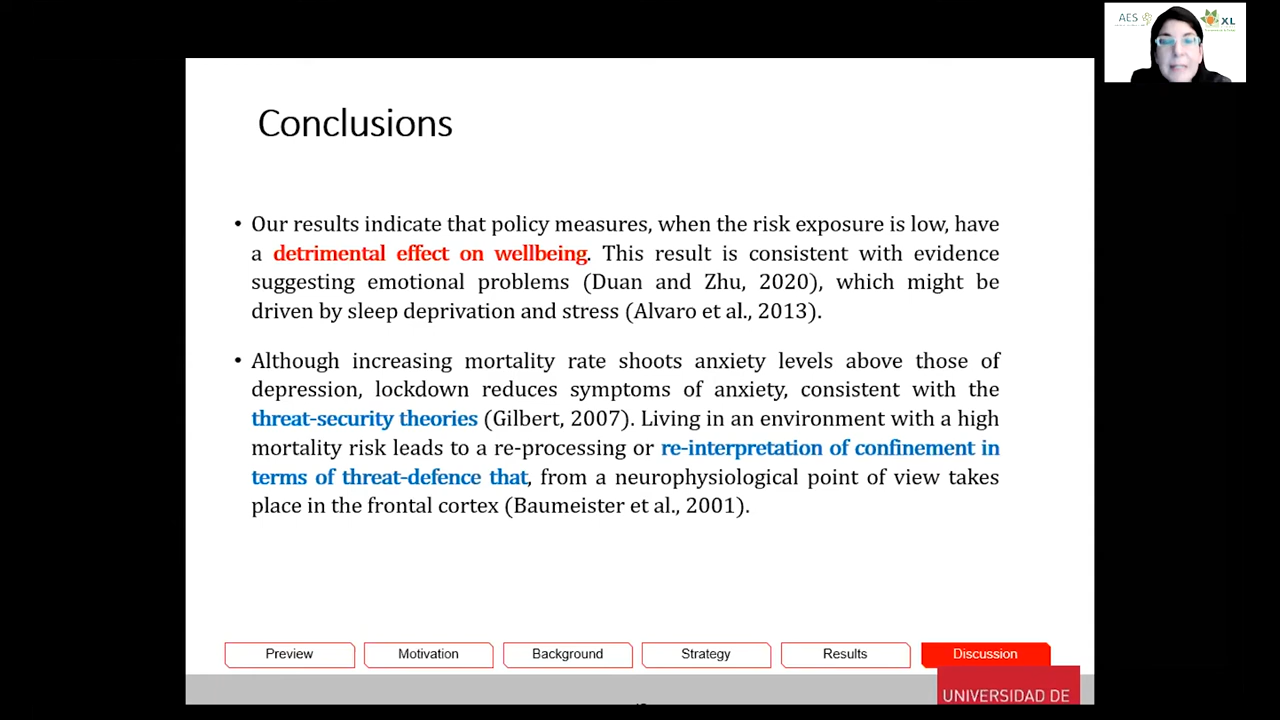 AES
XL
Conclusions
• Our results indicate that policy measures, when the risk exposure is low, have
a detrimental effect on wellbeing. This result is consistent with evidence
suggesting emotional problems (Duan and Zhu, 2020), which might be
driven by sleep deprivation and stress (Alvaro et al., 2013).
• Although increasing mortality rate shoots anxiety levels above those of
depression, lockdown reduces symptoms of anxiety, consistent with the
threat-security theories (Gilbert, 2007). Living in an environment with a high
mortality risk leads to a re-processing or re-interpretation of confinement in
terms of threat-defence that, from a neurophysiological point of view takes
place in the frontal cortex (Baumeister et al., 2001).
Preview
Motivation
Background
Strategy
Results
Discussion
UNIVERSIDAD DE